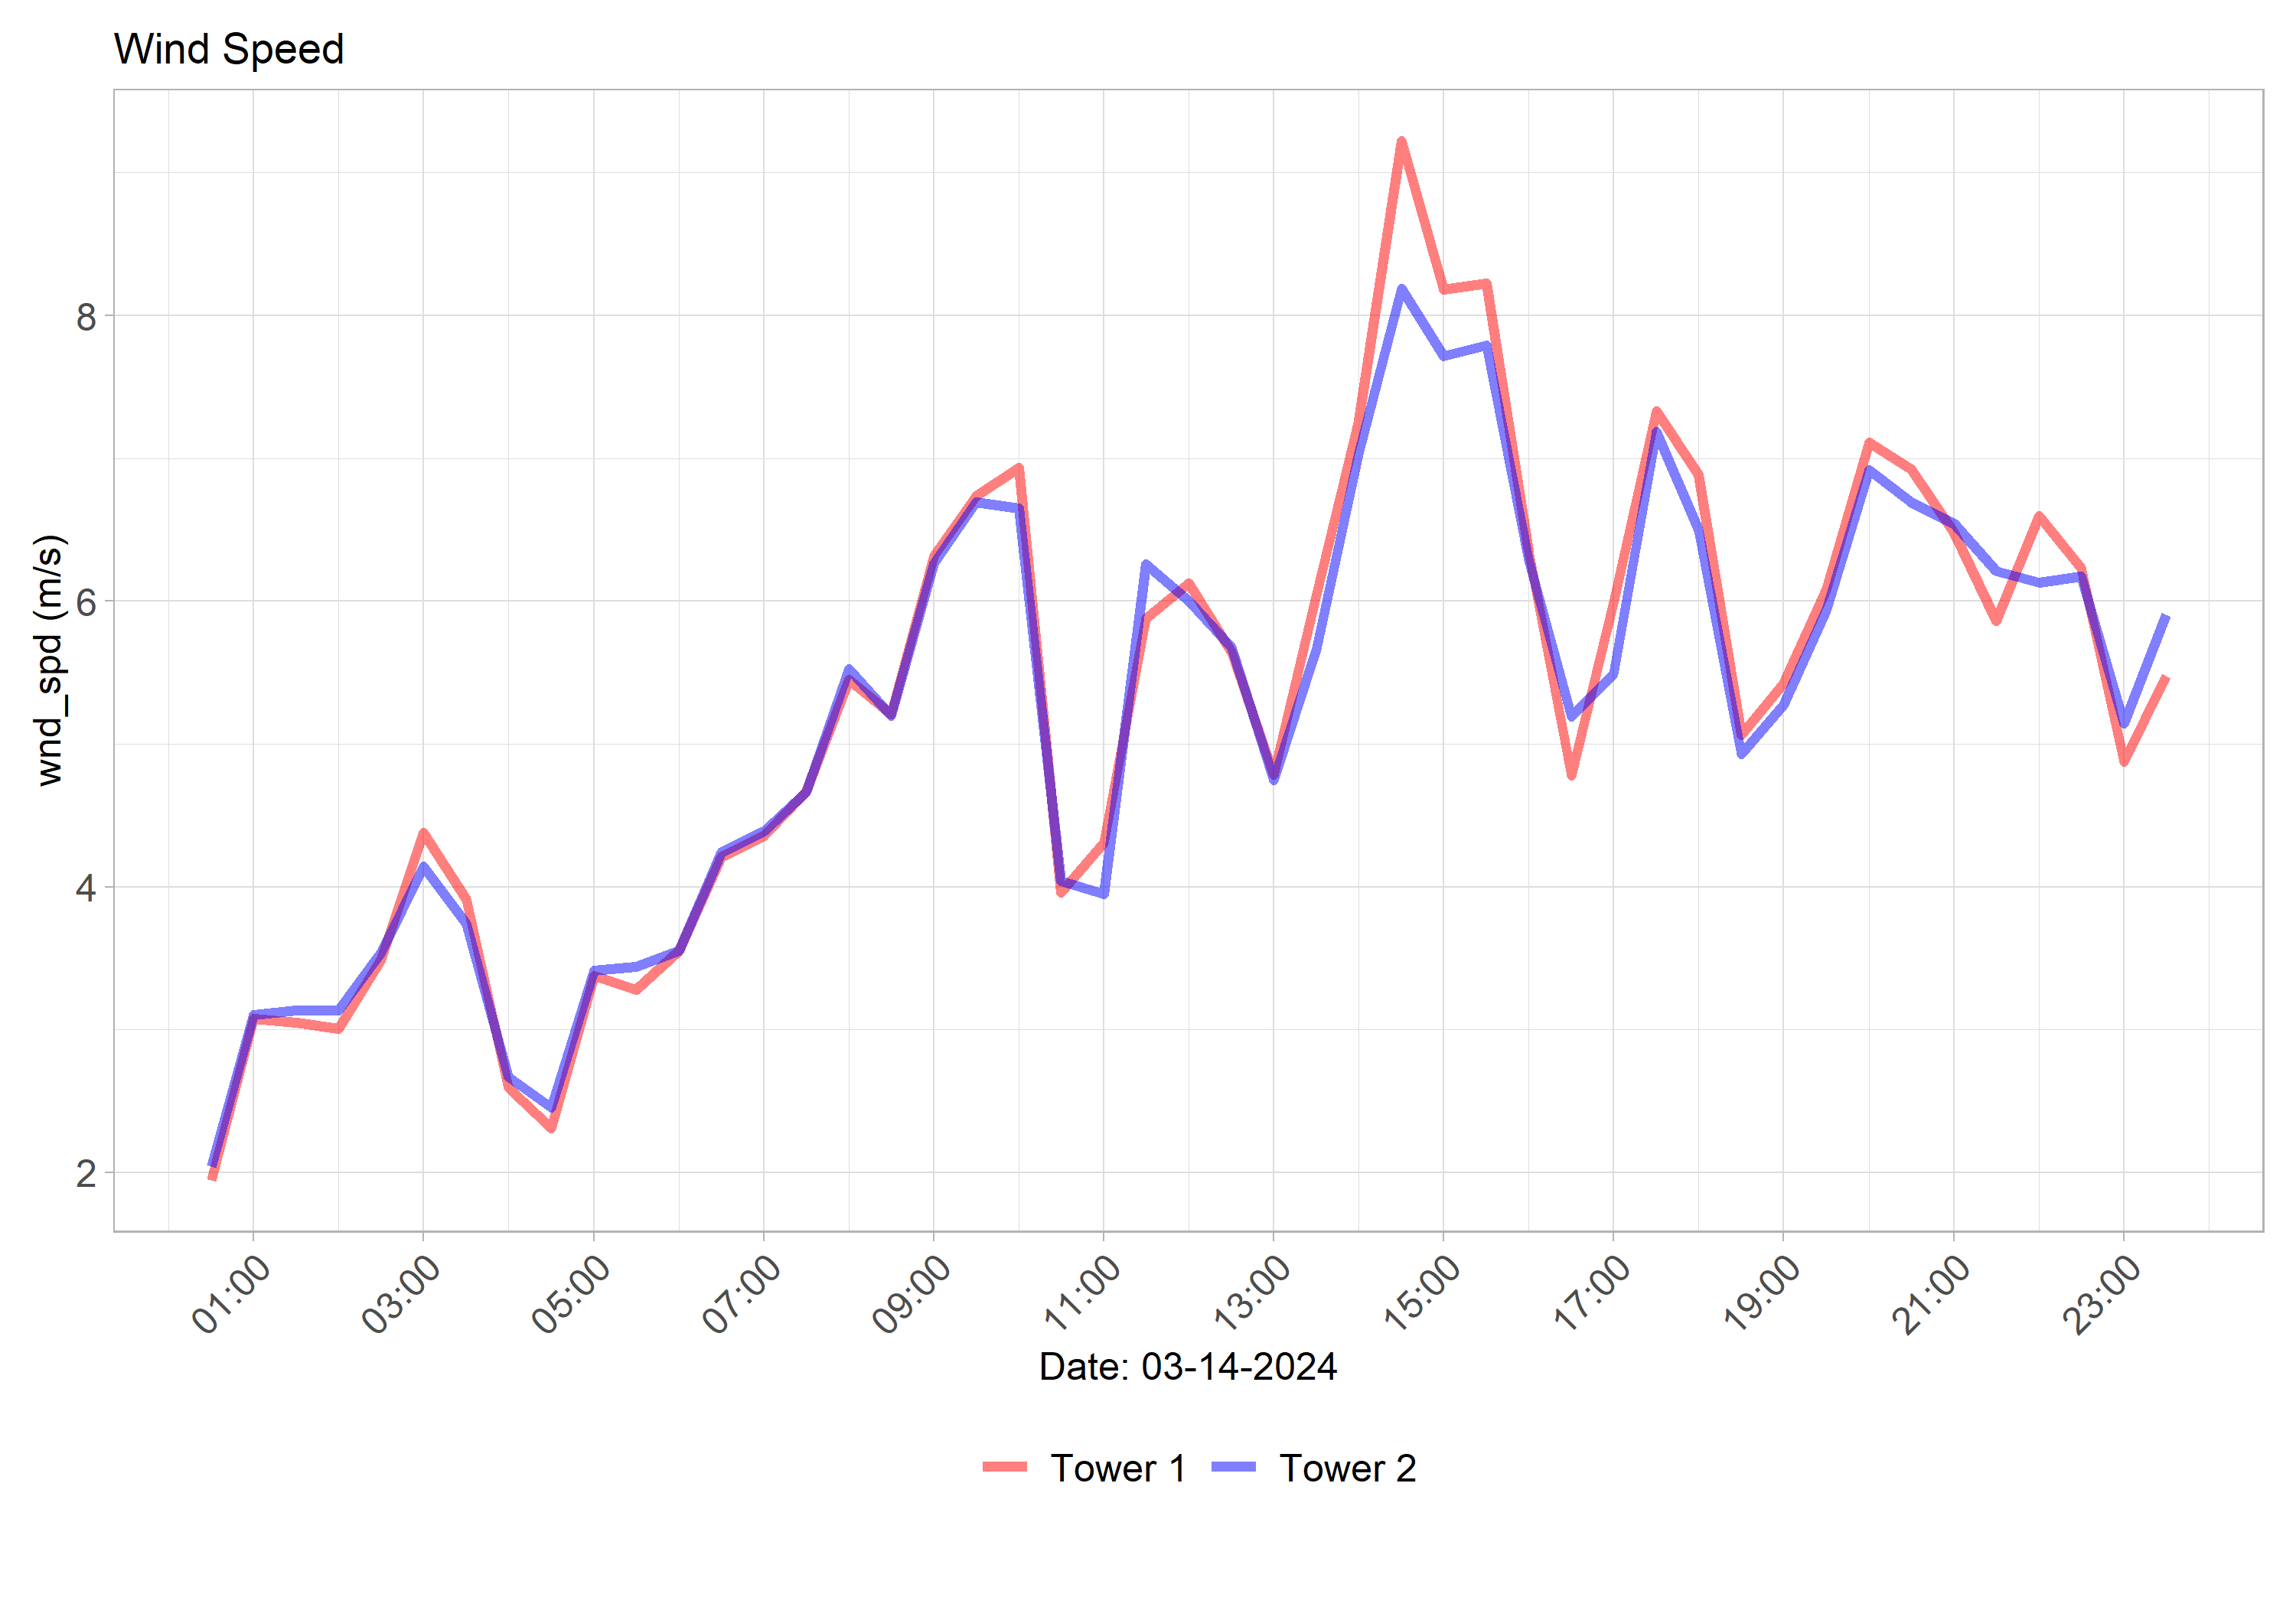 Wind Speed
wnd_spd (m/s)
8
6
4
2
01:00 03:00 05:00 07:00 09:00 11:00 13:00 15:00 17:00 19:00 21:00 23:00
Date: 03-14-2024
Tower 1 Tower 2